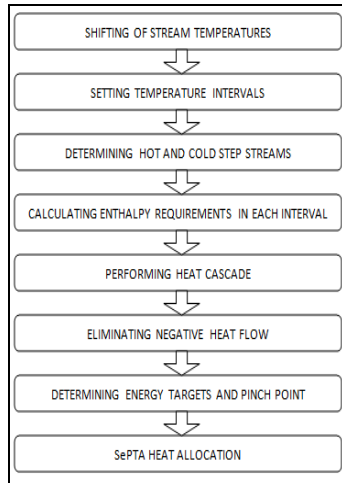 SHIFTING OF STREAM TEMPERATURES
SETTING TEMPERATURE INTERVALS
DETERMINING HOT AND COLD STEP STREAMS
CALCULATING ENTHALPY REQUIREMENTS IN EACH INTERVAL
PERFORMING HEAT CASCADE
ELIMINATING NEGATIVE HEAT FLOW
DETERMINING ENERGY TARGETS AND PINCH POINT
SePTA HEAT ALLOCATION